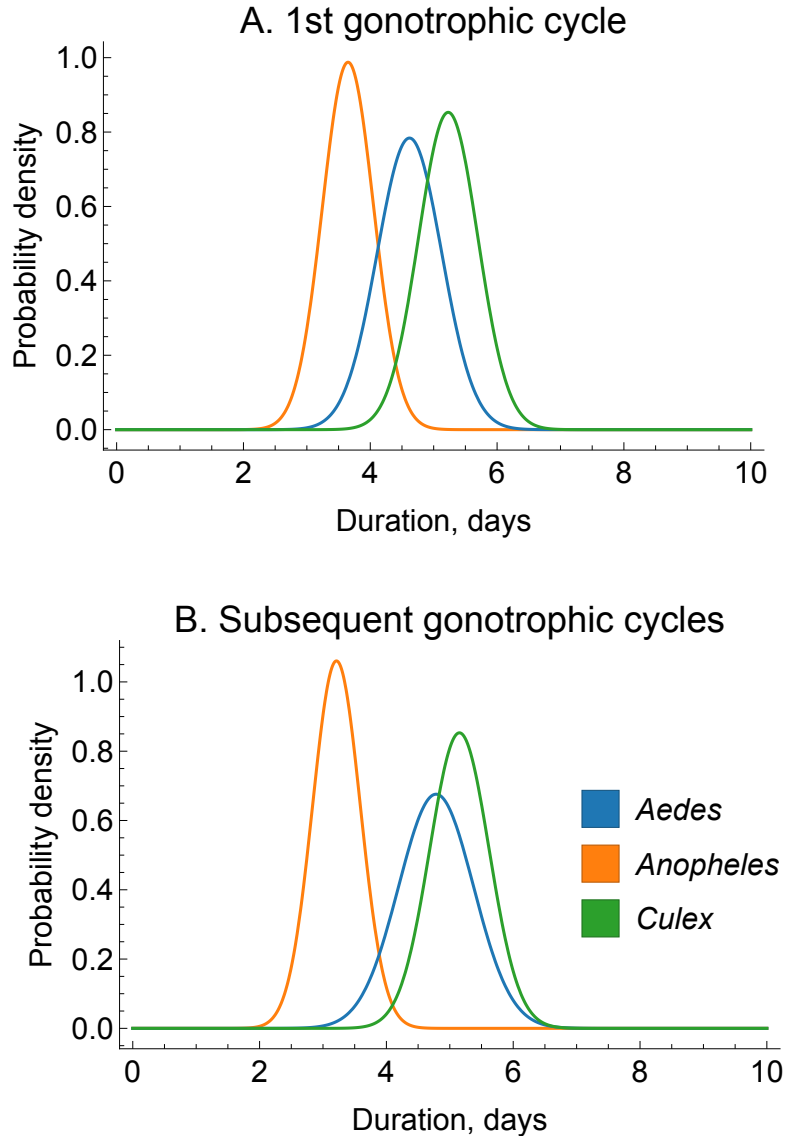 A. 1st gonotrophic cycle
1.0
0.8
0.6
0.4
0.2
0.0
Probability density
0 2 4 6 8 10
Duration, days
B. Subsequent gonotrophic cycles
1.0
0.8
0.6
0.4
0.2
0.0
Probability density
Aedes
Anopheles
Culex
0 2 4 6 8 10
Duration, days